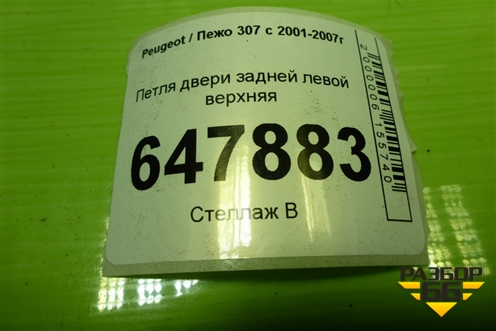 Peugeot / Пежо 307 с 2001-2007г
Петля двери задней левой
верхняя
647883
Стеллаж В
2000006155740
РАЗБОР
66